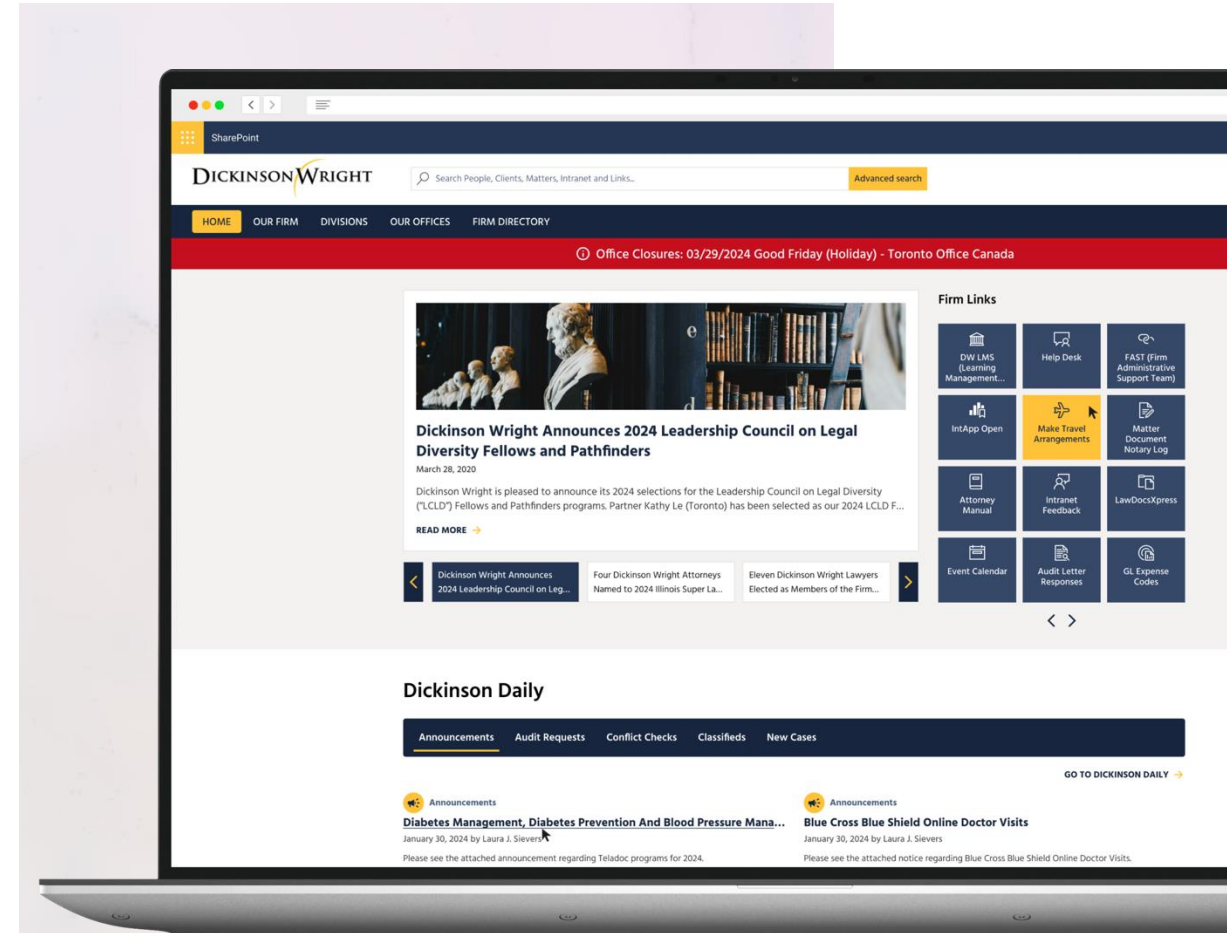 SharePoint
DICKINSON WRIGHT
Search People, Clients, Matters, Intranet and Links...
Advanced search
HOME
OUR FIRM
DIVISIONS
OUR OFFICES
FIRM DIRECTORY
Office Closures: 03/29/2024 Good Friday (Holiday) - Toronto Office Canada
e
d
Dickinson Wright Announces 2024 Leadership Council on Legal
Diversity Fellows and Pathfinders
March 28, 2020
Dickinson Wright is pleased to announce its 2024 selections for the Leadership Council on Legal Diversity
("LCLD") Fellows and Pathfinders programs. Partner Kathy Le (Toronto) has been selected as our 2024 LCLD F...
READ MORE
Dickinson Wright Announces
2024 Leadership Council on Leg...
Four Dickinson Wright Attorneys
Named to 2024 Illinois Super La...
Eleven Dickinson Wright Lawyers
Elected as Members of the Firm...
Firm Links
DW LMS
(Learning
Management...
Help Desk
FAST (Firm
Administrative
Support Team)
IntApp Open
Make Travel
Arrangements
Matter
Document
Notary Log
Attorney
Manual
Intranet
Feedback
LawDocsXpress
Event Calendar
Audit Letter
Responses
GL Expense
Codes
Dickinson Daily
Announcements
Audit Requests
Conflict Checks
Classifieds
New Cases
GO TO DICKINSON DAILY
Announcements
Diabetes Management, Diabetes Prevention And Blood Pressure Mana...
January 30, 2024 by Laura J. Sievers
Please see the attached announcement regarding Teladoc programs for 2024.
Announcements
Blue Cross Blue Shield Online Doctor Visits
January 30, 2024 by Laura J. Sievers
Please see the attached notice regarding Blue Cross Blue Shield Online Doctor Visits.